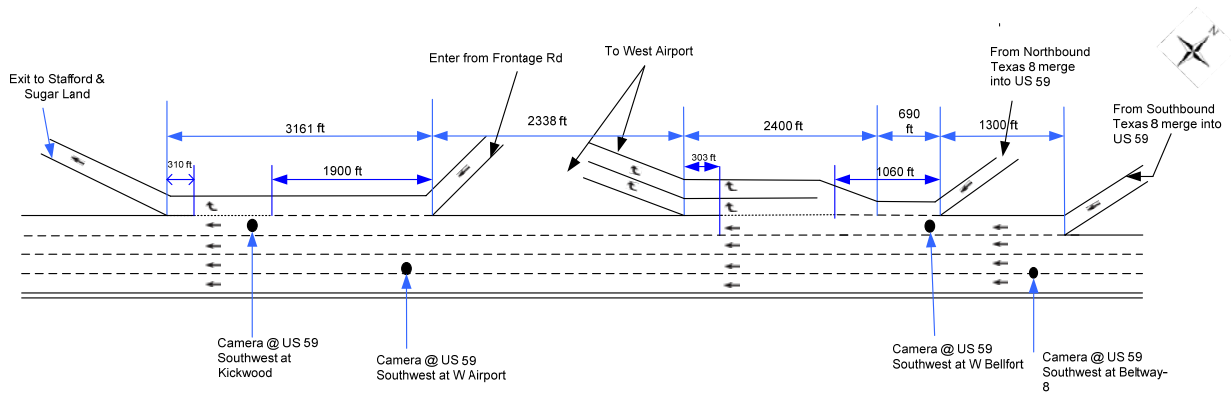 Exit to Stafford &
Sugar Land
Enter from Frontage Rd
To West Airport
From Northbound
Texas 8 merge
into US 59
From Southbound
Texas 8 merge into
US 59
N
3161 ft
2338 ft
2400 ft
690
ft
1300 ft
310 ft
1900 ft
303 ft
1060 ft
Camera @ US 59
Southwest at
Kickwood
Camera @ US 59
Southwest at W Airport
Camera @ US 59
Southwest at W Bellfort
Camera @ US 59
Southwest at Beltway-
8